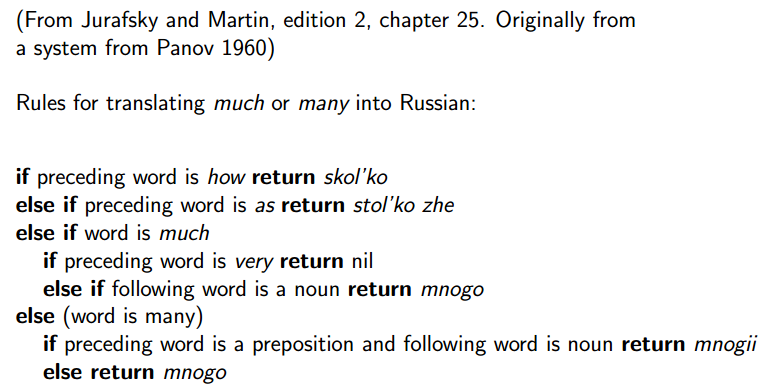 (From Jurafsky and Martin, edition 2, chapter 25. Originally from
a system from Panov 1960)
Rules for translating much or many into Russian:
if preceding word is how return skol'ko
else if preceding word is as return stol'ko zhe
else if word is much
if preceding word is very return nil
else if following word is a noun return mnogo
else (word is many)
if preceding word is a preposition and following word is noun return mnogii
else return mnogo